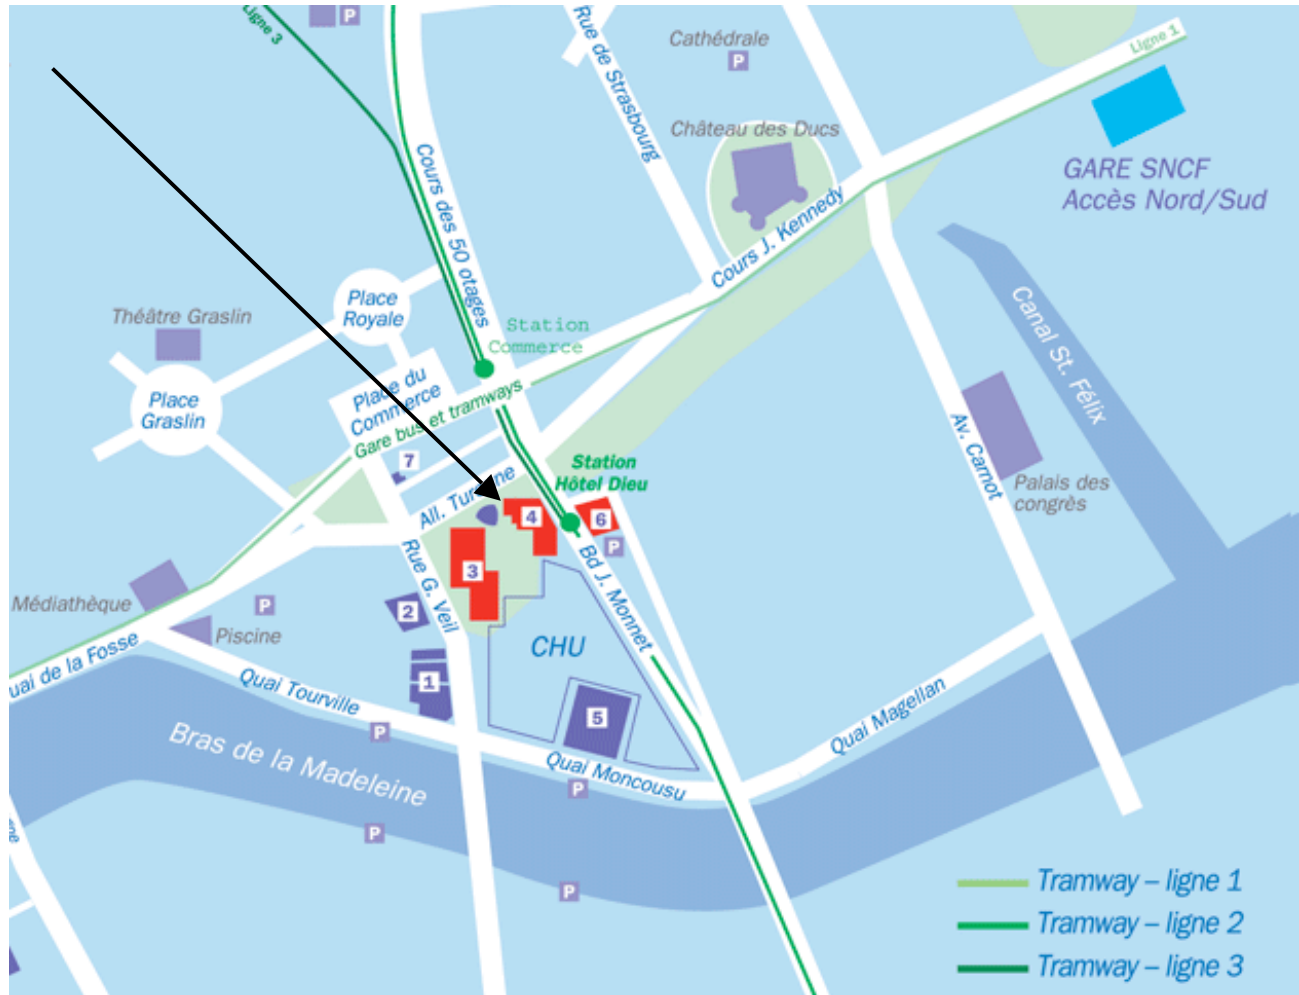 Ligne 3
P
Rue de Strasbourg
Cathédrale
P
Ligne 1
Château des Ducs
GARE SNCF
Accès Nord/Sud
Cours des 50 otages
Cours J. Kennedy
Place
Royale
Théâtre Graslin
Station
Commerce
Canal St. Félix
Place du
Commerce
Place
Graslin
Gare bus et tramways
7
Av. Carnot
Station
Hôtel Dieu
All. Tu
ne
Palais des
congrès
4
6
P
3
Rue G. Veil
Bd J. Monnet
Médiathèque
P
2
Piscine
CHU
uai de la Fosse
Quai Tourville
1
5
Quai Magellan
P
Bras de la Madeleine
Quai Moncousu
P
P
P
Tramway – ligne 1
Tramway – ligne 2
Tramway – ligne 3